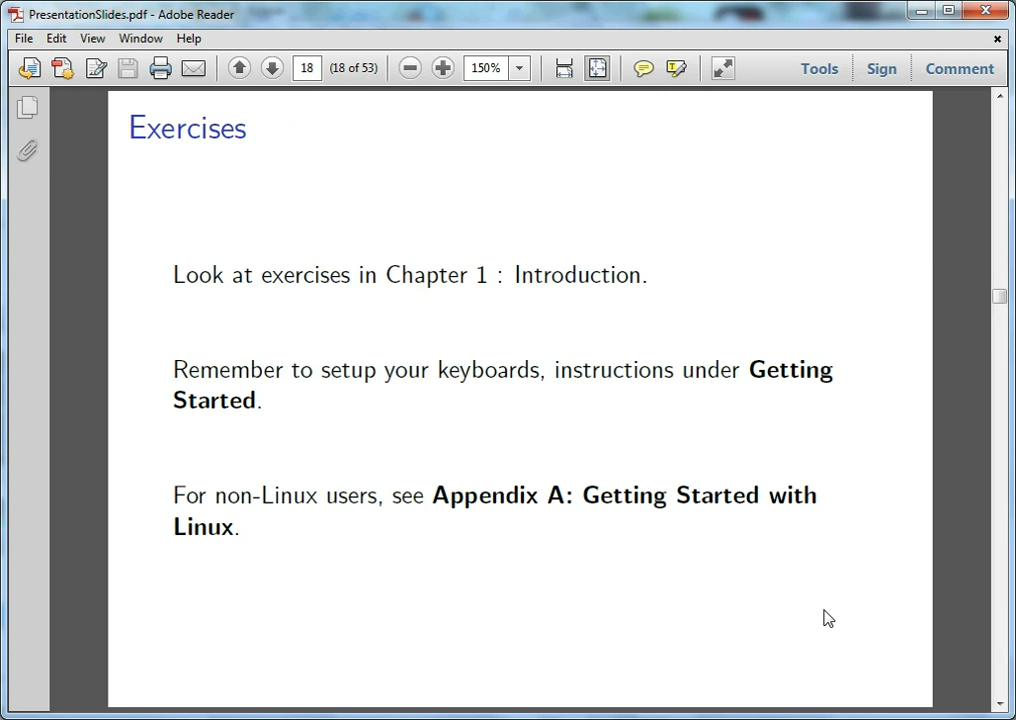 PresentationSlides.pdf - Adobe Reader
File Edit View Window Help
18 (18 of 53) 150% Tools Sign Comment
Exercises
Look at exercises in Chapter 1 : Introduction.
Remember to setup your keyboards, instructions under Getting
Started.
For non-Linux users, see Appendix A: Getting Started with
Linux.